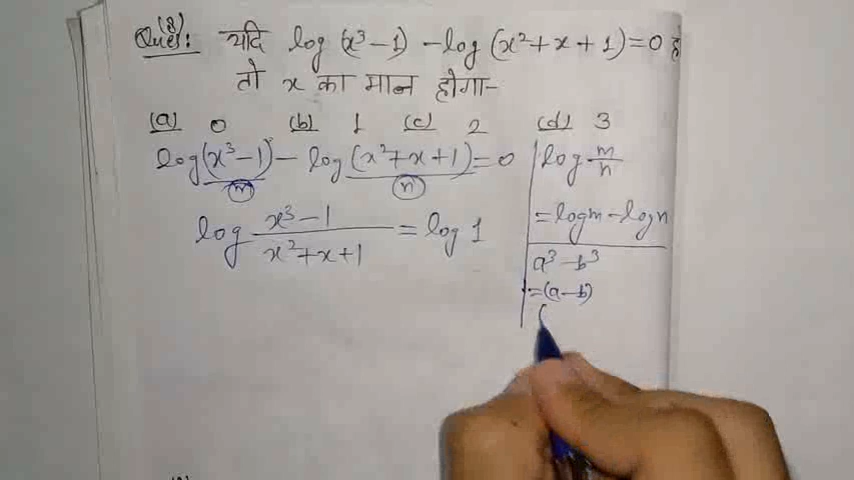 (8)
Ques: यदि log (x³ – 1) – log (x² + x + 1) = 0 है
तो x का मान होगा-
(a) 0 (b) 1 (c) 2 (d) 3
log (x³ – 1) – log (x² + x + 1) = 0
m n
log x³ – 1 / x² + x + 1 = log 1
log m/n
= log m – log n
a³ – b³
= (a – b)
(